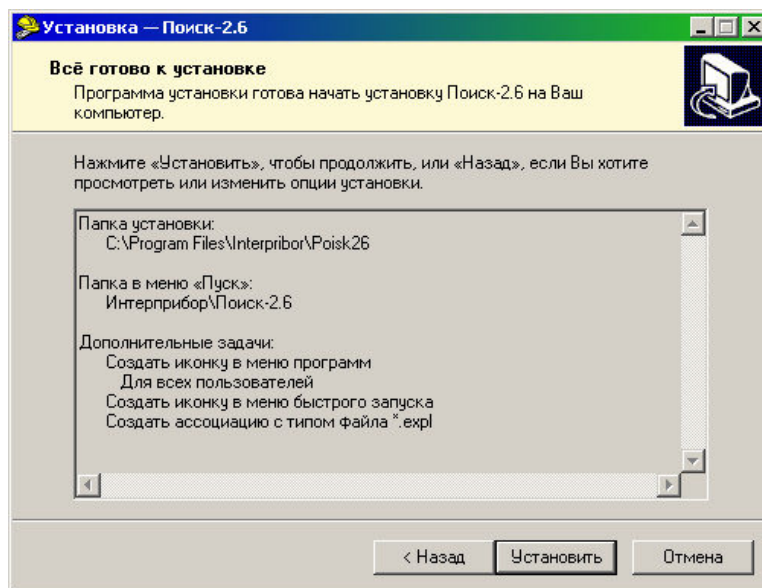 Установка — Поиск-2.6
Всё готово к установке
Программа установки готова начать установку Поиск-2.6 на Ваш
компьютер.
Нажмите «Установить», чтобы продолжить, или «Назад», если Вы хотите
просмотреть или изменить опции установки.
Папка установки:
C:\Program Files\Interpribor\Poisk26
Папка в меню «Пуск»:
Интерприбор\Поиск-2.6
Дополнительные задачи:
Создать иконку в меню программ
Для всех пользователей
Создать иконку в меню быстрого запуска
Создать ассоциацию с типом файла *.expl
< Назад
Установить
Отмена